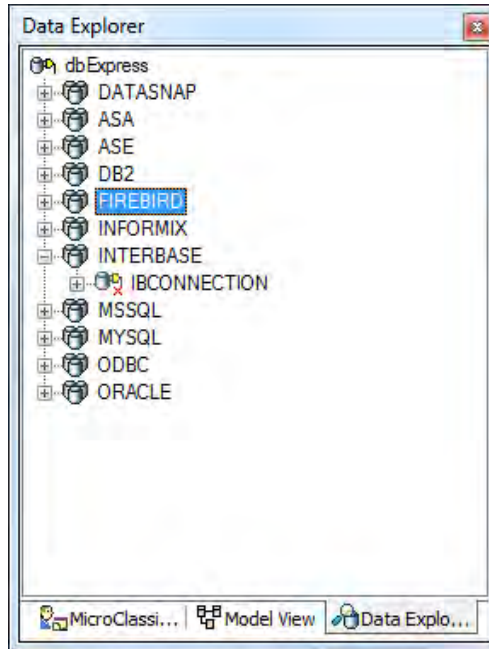 Data Explorer
dbExpress
DATASNAP
ASA
ASE
DB2
FIREBIRD
INFORMIX
INTERBASE
IBCONNECTION
MSSQL
MYSQL
ODBC
ORACLE
MicroClassi... Model View Data Explo...